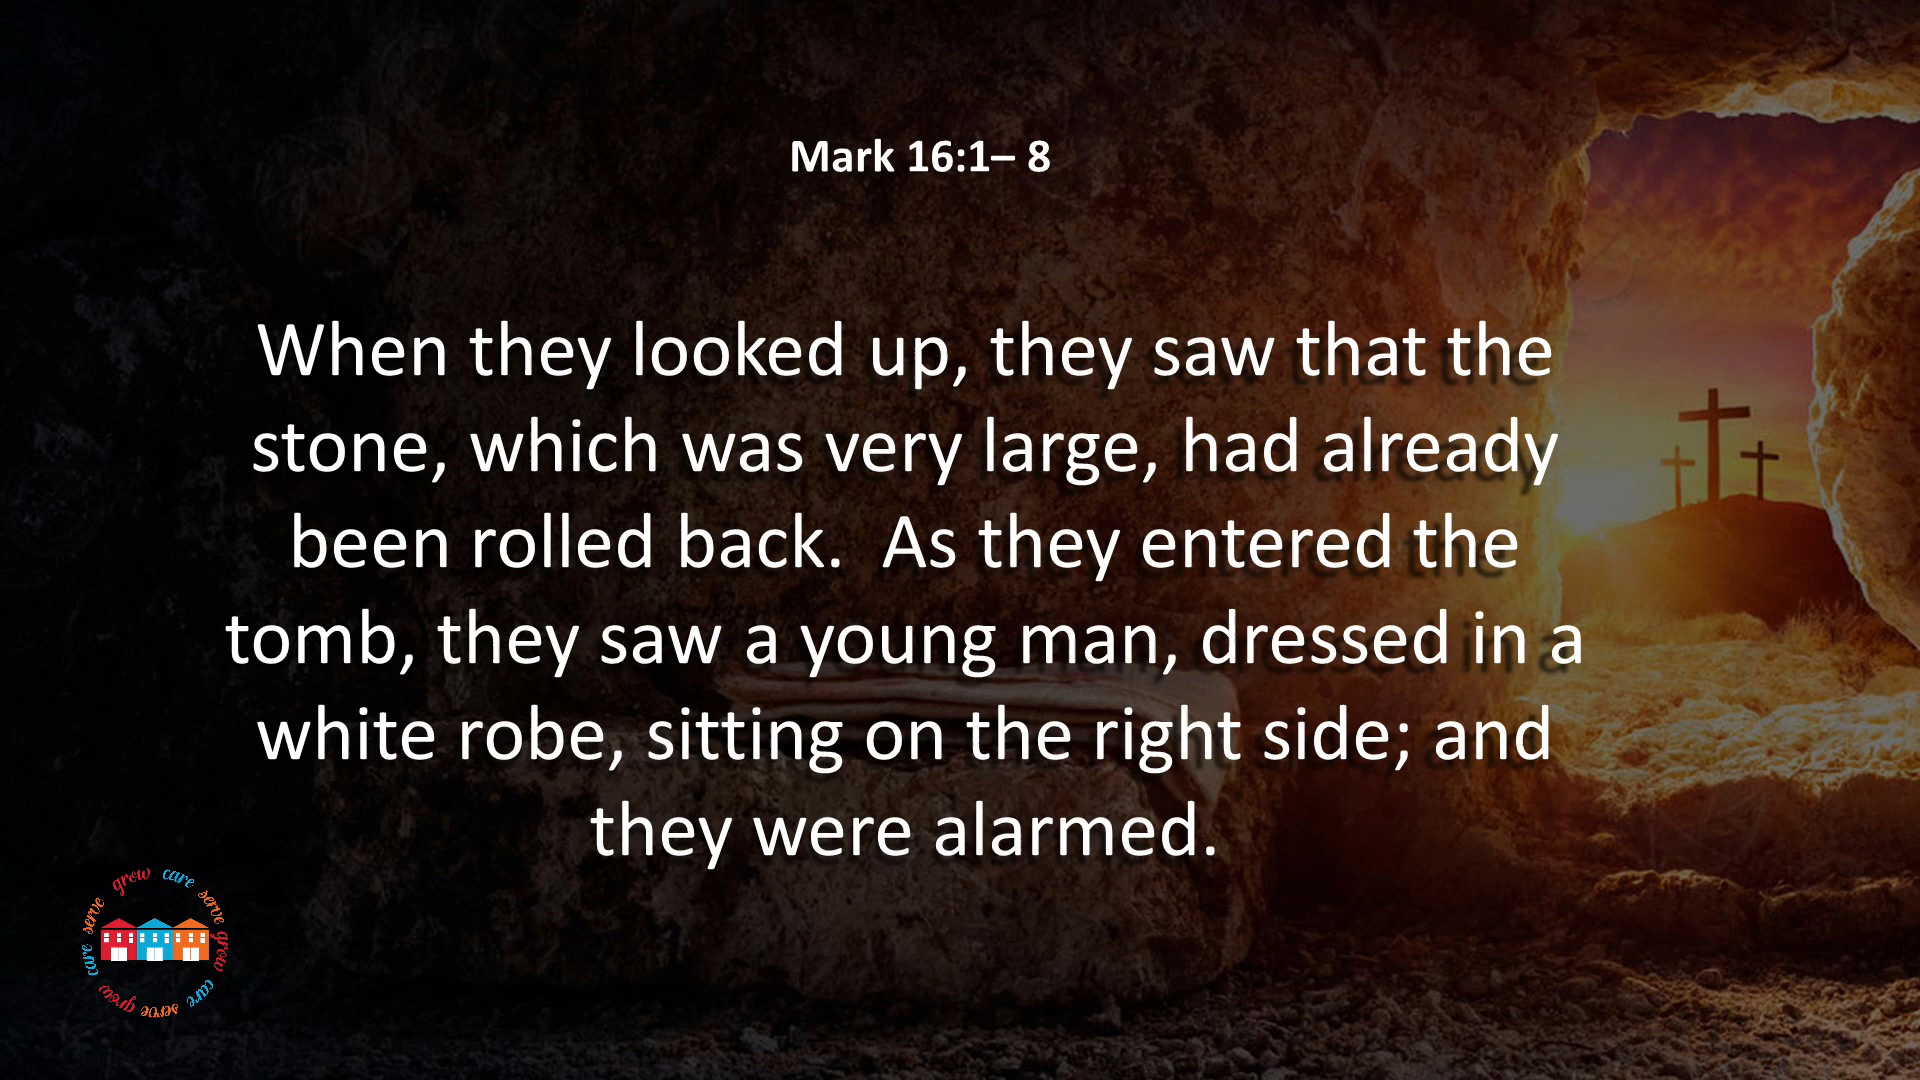 Mark 16:1– 8
When they looked up, they saw that the
stone, which was very large, had already
been rolled back.  As they entered the
tomb, they saw a young man, dressed in a
white robe, sitting on the right side; and
they were alarmed.
grow care serve grow care serve grow care serve